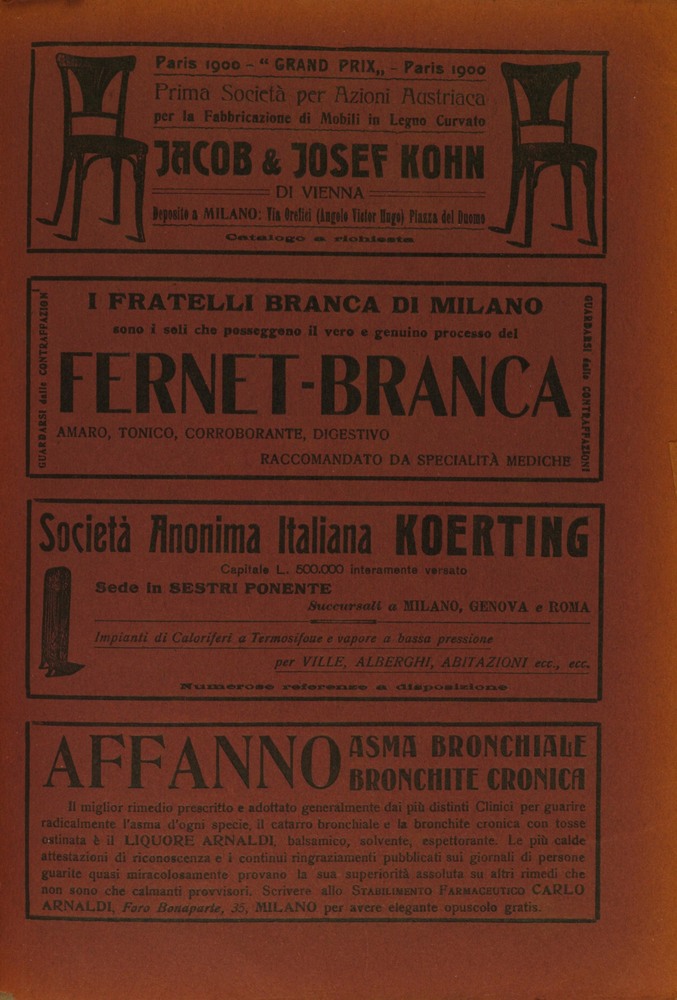 Paris 1900 - “ GRAND PRIX„ - Paris 1900
Prima Società per Azioni Austriaca
per la Fabbricazione di Mobili in Legno Curvato
JACOB & JOSEF KOHN
DI VIENNA
Deposito a MILANO: Via Orefici (Angolo Victor Hugo) Piazza del Duomo
Catalogo a richiesta
GUARDARSI dalle CONTRAFFAZIONI
I FRATELLI BRANCA DI MILANO
sono i soli che posseggono il vero e genuino processo del
FERNET-BRANCA
AMARO, TONICO, CORROBORANTE, DIGESTIVO
RACCOMANDATO DA SPECIALITÀ MEDICHE
GUARDARSI dalle CONTRAFFAZIONI
Società Anonima Italiana KOERTING
Capitale L. 500.000 interamente versato
Sede in SESTRI PONENTE
Succursali a MILANO, GENOVA e ROMA
Impianti di Caloriferi a Termosifone e vapore a bassa pressione
per VILLE, ALBERGHI, ABITAZIONI ecc., ecc.
Numerose referenze a disposizione
AFFANNO ASMA BRONCHIALE
BRONCHITE CRONICA
Il miglior rimedio prescritto e adottato generalmente dai più distinti Clinici per guarire
radicalmente l'asma d'ogni specie, il catarro bronchiale e la bronchite cronica con tosse
ostinata è il LIQUORE ARNALDI, balsamico, solvente, espettorante. Le più calde
attestazioni di riconoscenza e i continui ringraziamenti pubblicati sui giornali di persone
guarite quasi miracolosamente provano la sua superiorità assoluta su altri rimedi che
non sono che calmanti provvisori. Scrivere allo STABILIMENTO FARMACEUTICO CARLO
ARNALDI, Foro Bonaparte, 35, MILANO per avere elegante opuscolo gratis.